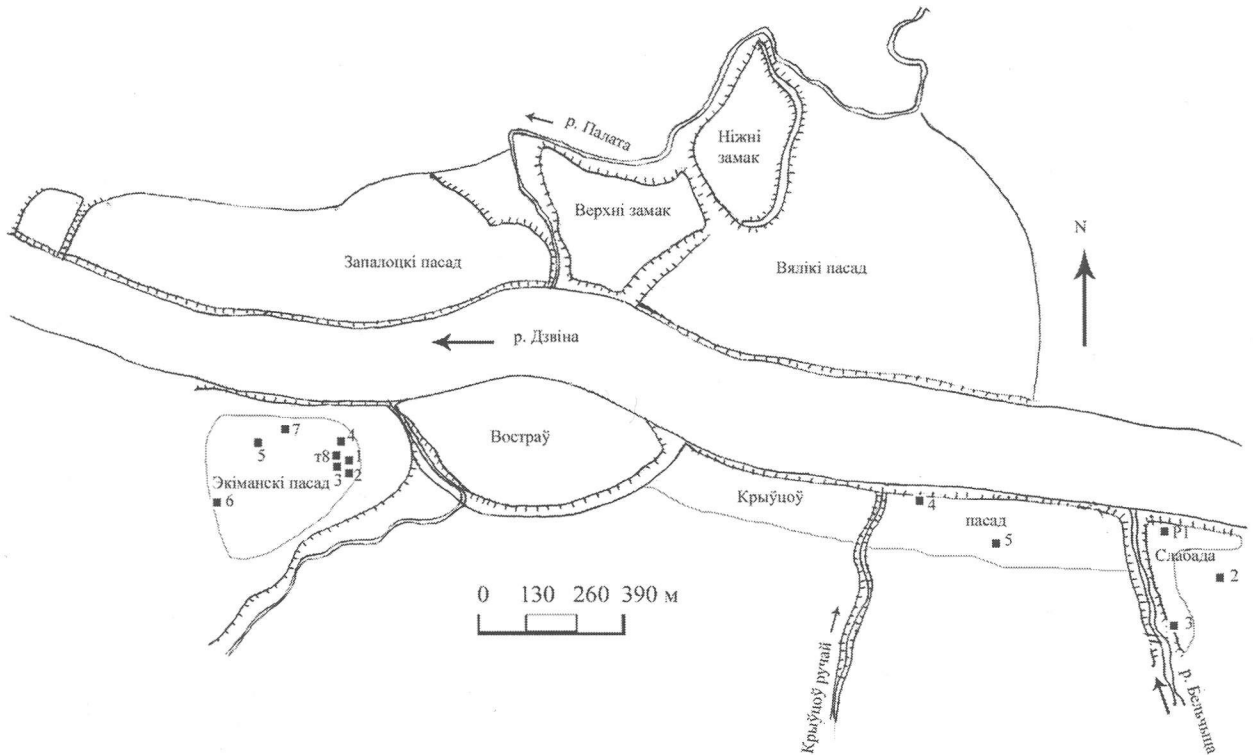 р. Палата
Ніжні
замак
Верхні замак
N
Запалоцкі пасад
Вялікі пасад
р. Дзвіна
Востраў
7
4
5
т8
1
Экіманскі пасад
3
2
6
Крыўцоў
4
пасад
5
Р1
Слабада
2
3
0 130 260 390 м
Крыўцоў ручай
р. Бельчыца